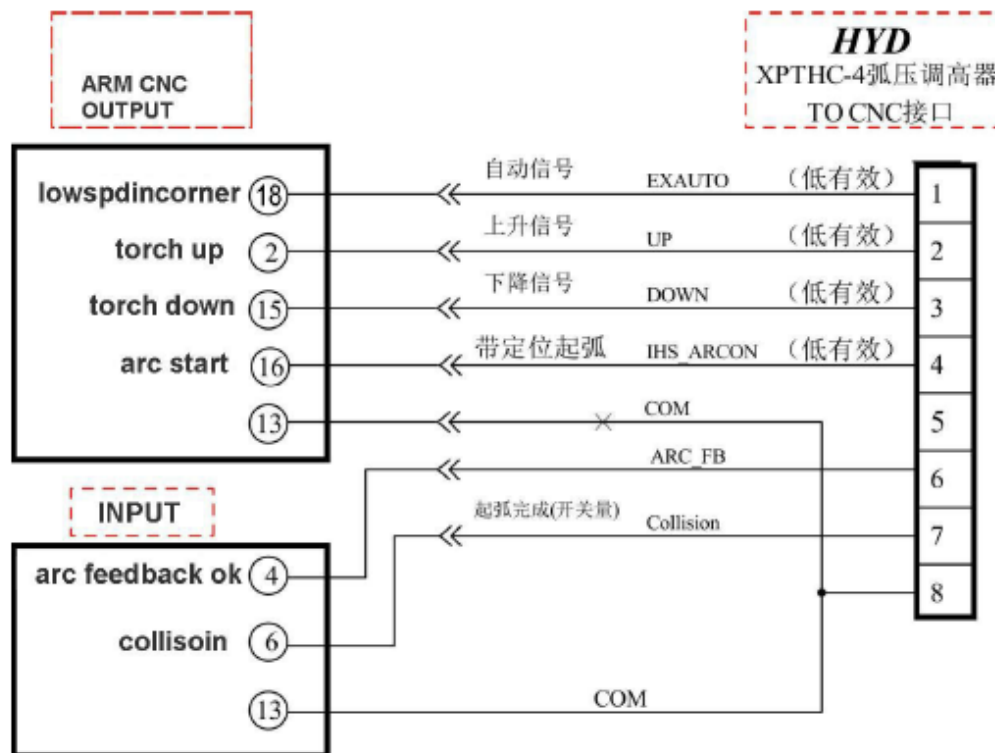 ARM CNC
OUTPUT
HYD
XPTHC-4弧压调高器
TO CNC接口
lowspdincorner 18 自动信号 EXAUTO （低有效） 1
torch up 2 上升信号 UP （低有效） 2
torch down 15 下降信号 DOWN （低有效） 3
arc start 16 带定位起弧 IHS_ARCON （低有效） 4
13 COM 5
ARC_FB 6
INPUT
起弧完成(开关量) Collision 7
arc feedback ok 4
8
collisoin 6
13 COM